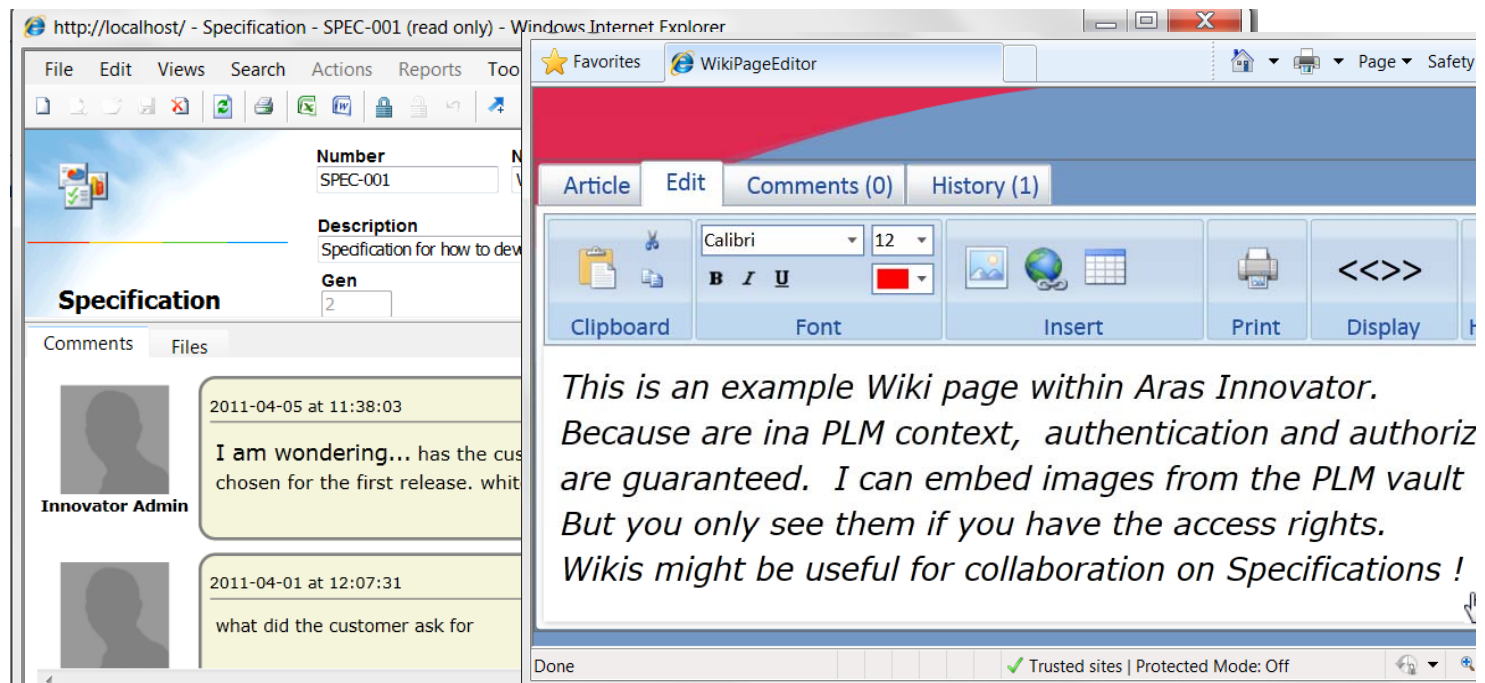 http://localhost/ - Specification - SPEC-001 (read only) - Windows Internet Explorer
File Edit Views Search Actions Reports Too
Number
SPEC-001
Description
Specification for how to dev
Gen
2
Specification
Comments Files
2011-04-05 at 11:38:03
I am wondering... has the cus
chosen for the first release. whit
Innovator Admin
2011-04-01 at 12:07:31
what did the customer ask for
Favorites WikiPageEditor Page Safety
Article Edit Comments (0) History (1)
Calibri 12
B I U <<>>
Clipboard Font Insert Print Display
This is an example Wiki page within Aras Innovator.
Because are ina PLM context, authentication and authoriz
are guaranteed. I can embed images from the PLM vault
But you only see them if you have the access rights.
Wikis might be useful for collaboration on Specifications !
Done Trusted sites | Protected Mode: Off